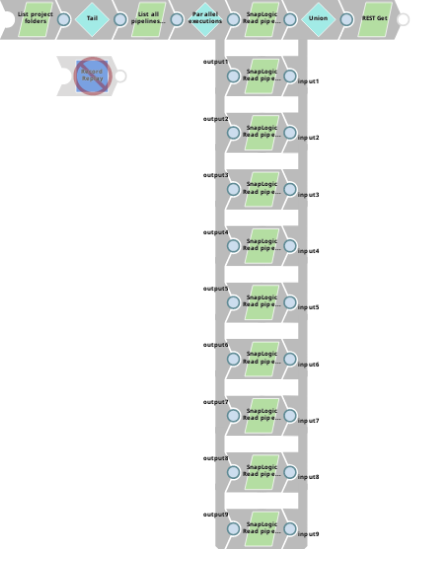 List project
folders
Tail
List all
pipelines...
Parallel
executions
SnapLogic
Read pipe...
Union
REST Get
Record
Replay
output1
SnapLogic
Read pipe...
input1
output2
SnapLogic
Read pipe...
input2
output3
SnapLogic
Read pipe...
input3
output4
SnapLogic
Read pipe...
input4
output5
SnapLogic
Read pipe...
input5
output6
SnapLogic
Read pipe...
input6
output7
SnapLogic
Read pipe...
input7
output8
SnapLogic
Read pipe...
input8
output9
SnapLogic
Read pipe...
input9